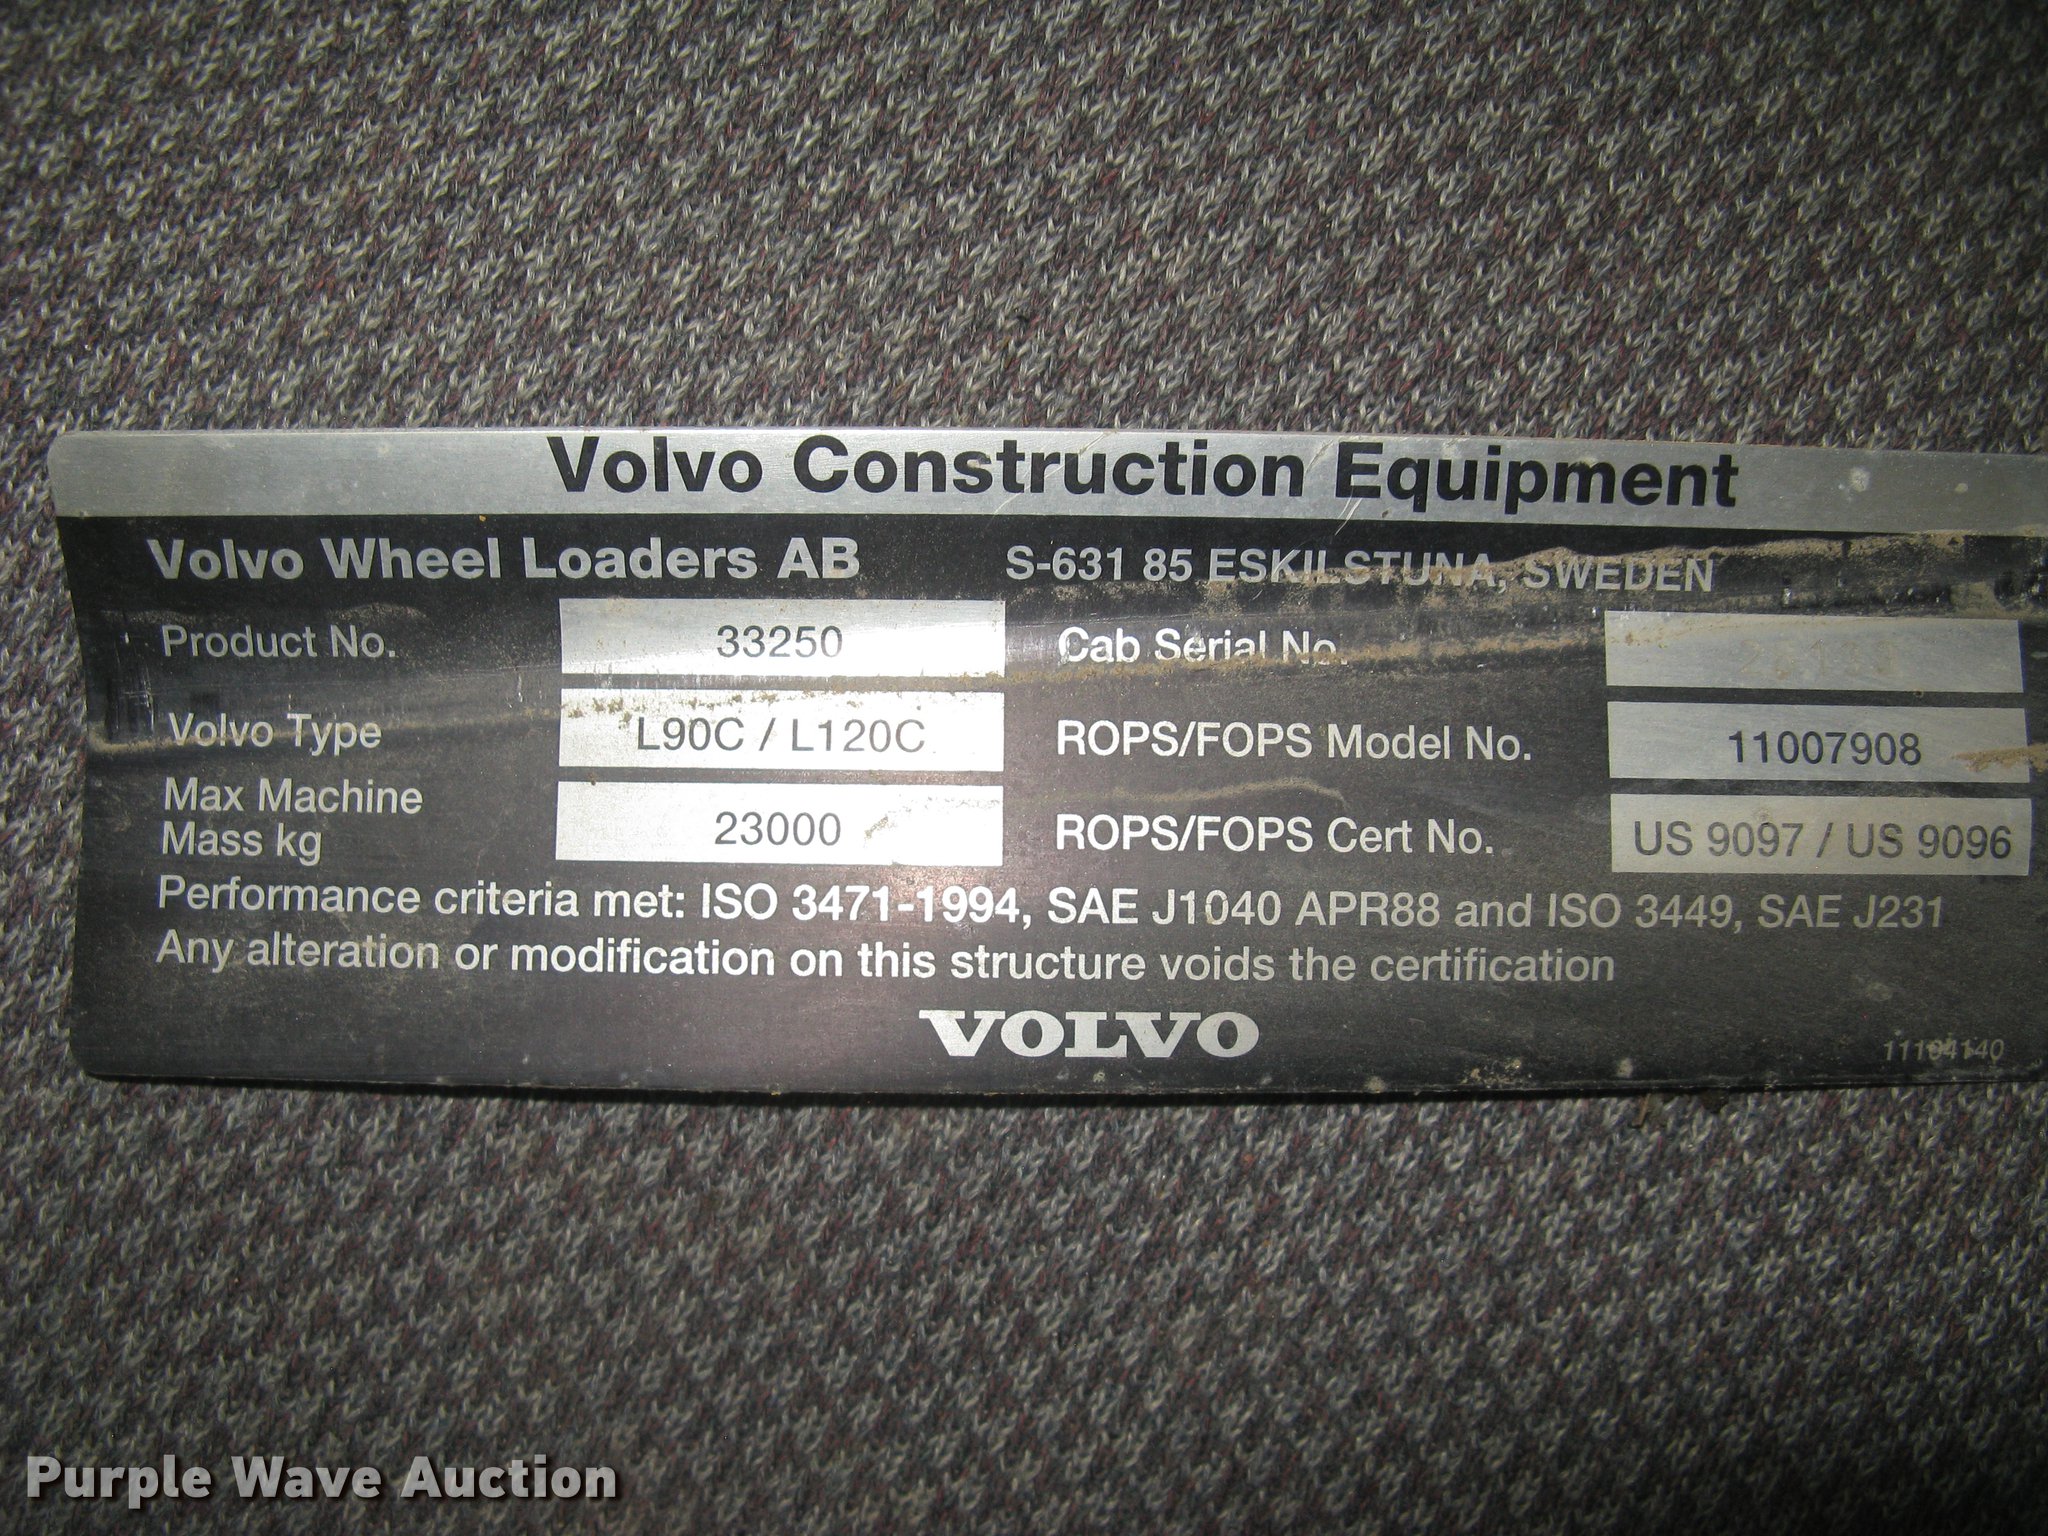 Volvo Construction Equipment
Volvo Wheel Loaders AB S-631 85 ESKILSTUNA, SWEDEN
Product No. 33250 Cab Serial No.
Volvo Type L90C / L120C ROPS/FOPS Model No. 11007908
Max Machine
Mass kg 23000 ROPS/FOPS Cert No. US 9097 / US 9096
Performance criteria met: ISO 3471-1994, SAE J1040 APR88 and ISO 3449, SAE J231
Any alteration or modification on this structure voids the certification
VOLVO
11104140
Purple Wave Auction